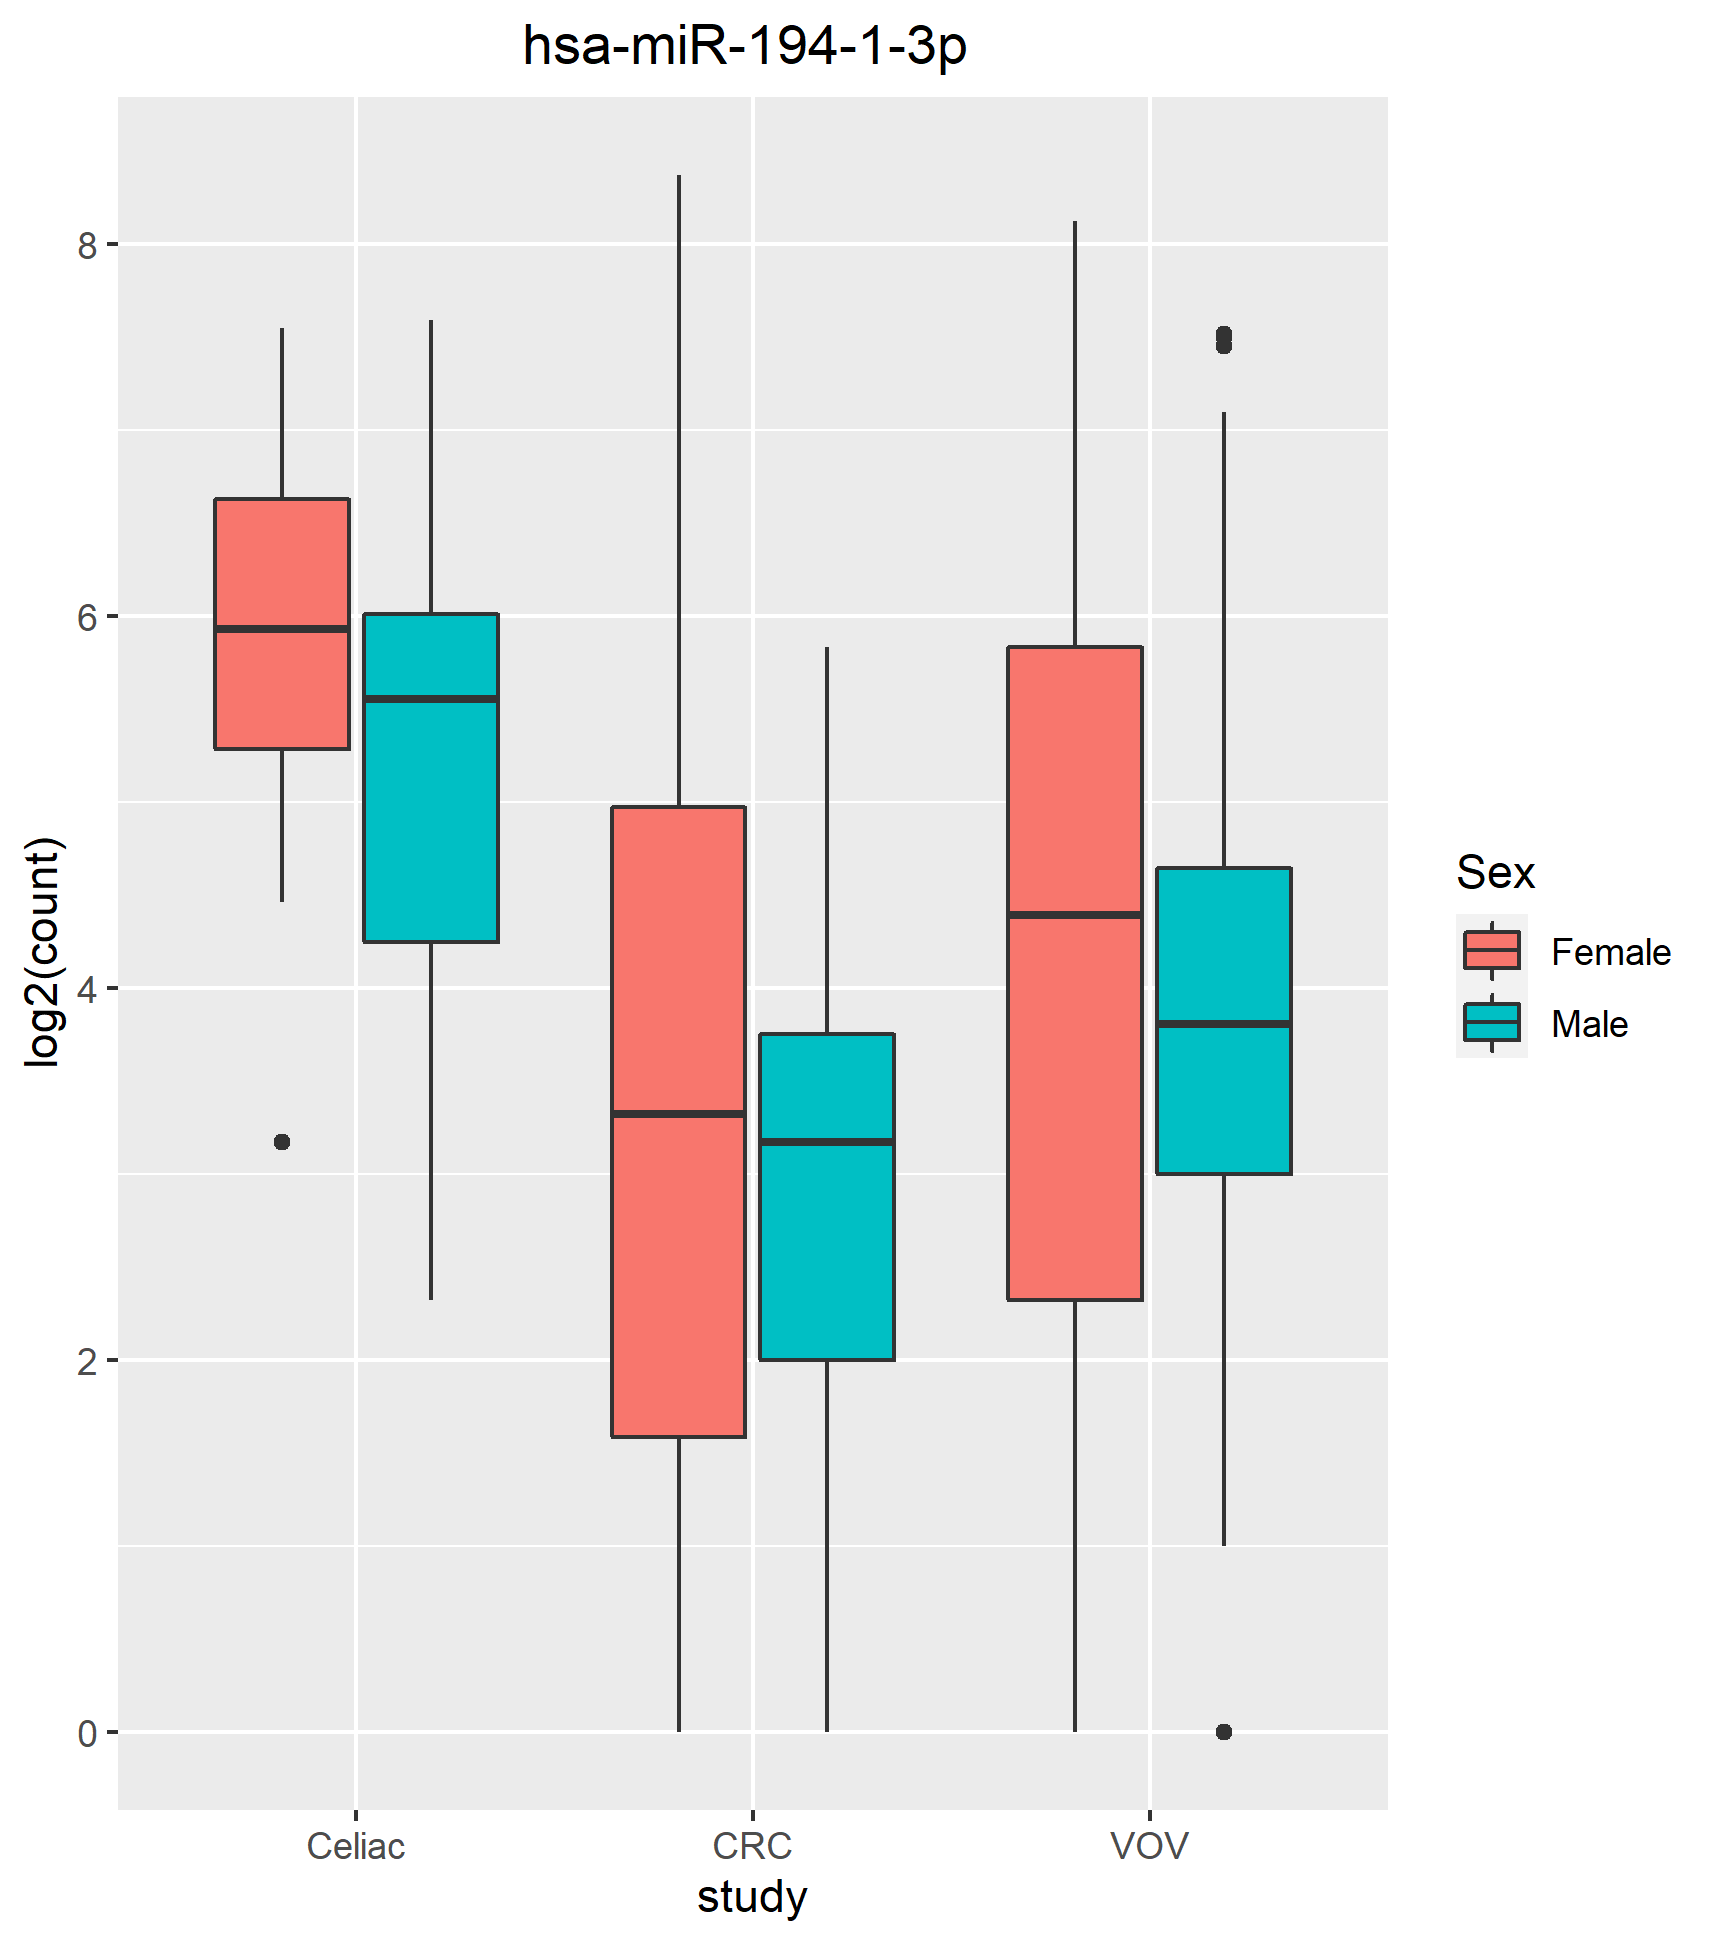 hsa-miR-194-1-3p
log2(count)
8
6
4
2
0
Celiac
CRC
VOV
study
Sex
Female
Male